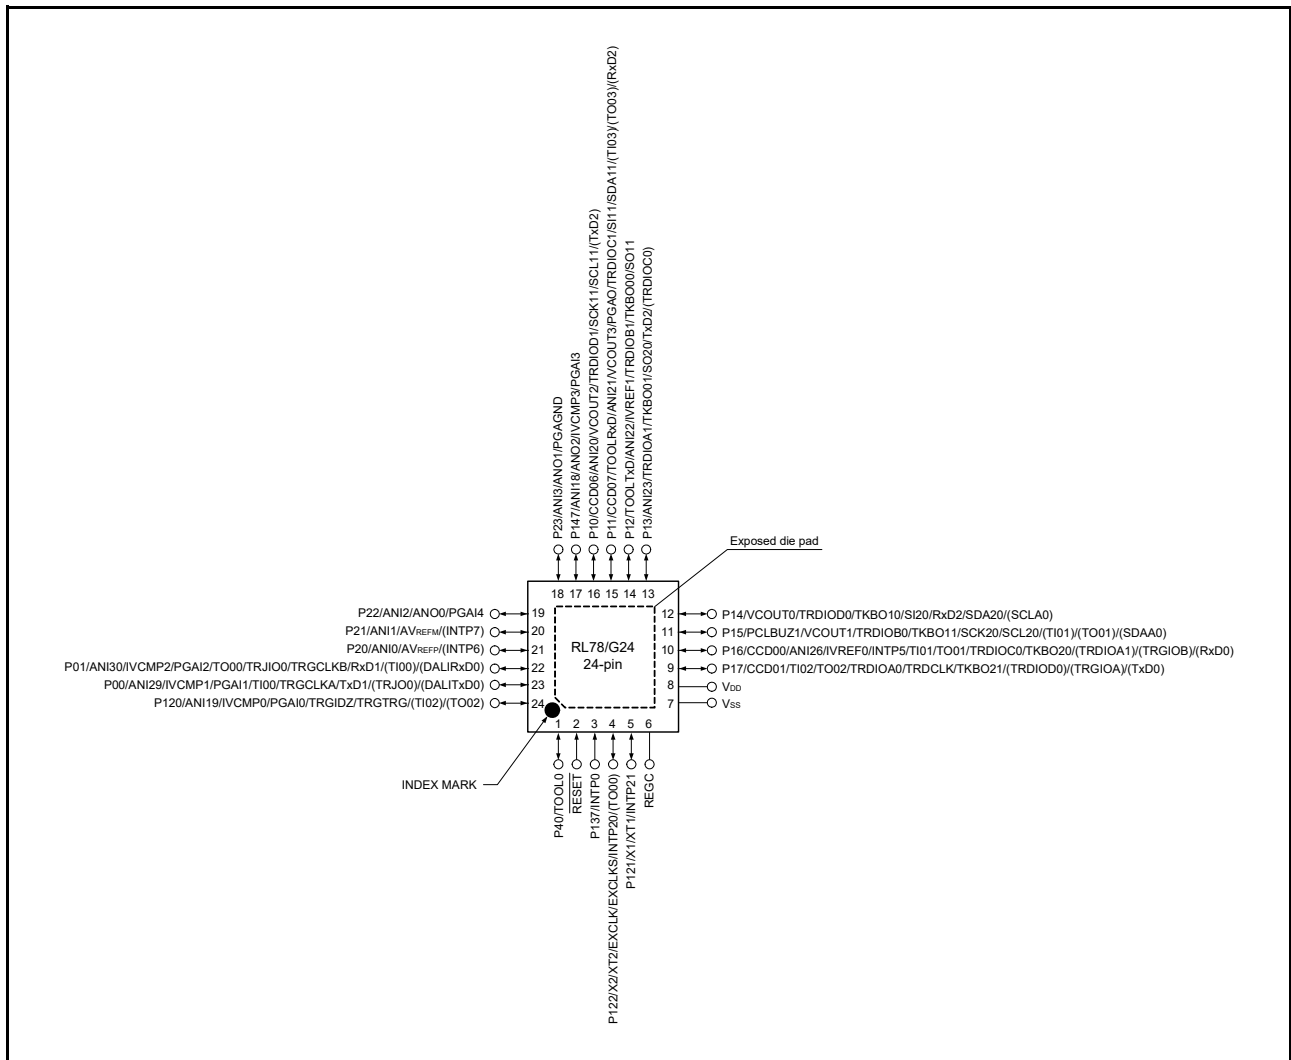 P23/ANI3/ANO1/PGAGND
P147/ANI18/ANO2/IVCMP3/PGAI3
P10/CCD06/ANI20/VCOUT2/TRDIOD1/SCK11/SCL11/(TxD2)
P11/CCD07/TOOLRxD/ANI21/VCOUT3/PGAO/TRDIOC1/SI11/SDA11/(TI03)/(TO03)/(RxD2)
P12/TOOLTxD/ANI22/IVREF1/TRDIOB1/TKBO00/SO11
P13/ANI23/TRDIOA1/TKBO01/SO20/TxD2/(TRDIOC0)
Exposed die pad
18 17 16 15 14 13
P22/ANI2/ANO0/PGAI4 19
P21/ANI1/AVREFM/(INTP7) 20
P20/ANI0/AVREFP/(INTP6) 21
P01/ANI30/IVCMP2/PGAI2/TO00/TRJIO0/TRGCLKB/RxD1/(TI00)/(DALIRxD0) 22
P00/ANI29/IVCMP1/PGAI1/TI00/TRGCLKA/TxD1/(TRJO0)/(DALITxD0) 23
P120/ANI19/IVCMP0/PGAI0/TRGIDZ/TRGTRG/(TI02)/(TO02) 24
RL78/G24
24-pin
12 P14/VCOUT0/TRDIOD0/TKBO10/SI20/RxD2/SDA20/(SCLA0)
11 P15/PCLBUZ1/VCOUT1/TRDIOB0/TKBO11/SCK20/SCL20/(TI01)/(TO01)/(SDAA0)
10 P16/CCD00/ANI26/IVREF0/INTP5/TI01/TO01/TRDIOC0/TKBO20/(TRDIOA1)/(TRGIOB)/(RxD0)
9 P17/CCD01/TI02/TO02/TRDIOA0/TRDCLK/TKBO21/(TRDIOD0)/(TRGIOA)/(TxD0)
8 VDD
7 VSS
1 2 3 4 5 6
INDEX MARK
P40/TOOL0
RESET
P137/INTP0
P122/X2/XT2/EXCLK/EXCLKS/INTP20/(TO00)
P121/X1/XT1/INTP21
REGC